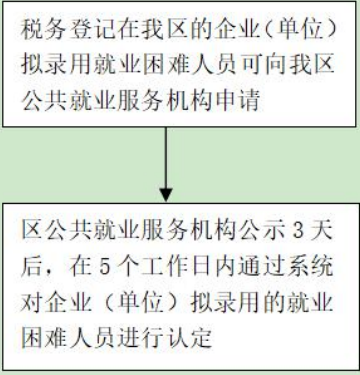 税务登记在我区的企业（单位）
拟录用就业困难人员可向我区
公共就业服务机构申请
区公共就业服务机构公示 3 天
后，在 5 个工作日内通过系统
对企业（单位）拟录用的就业
困难人员进行认定